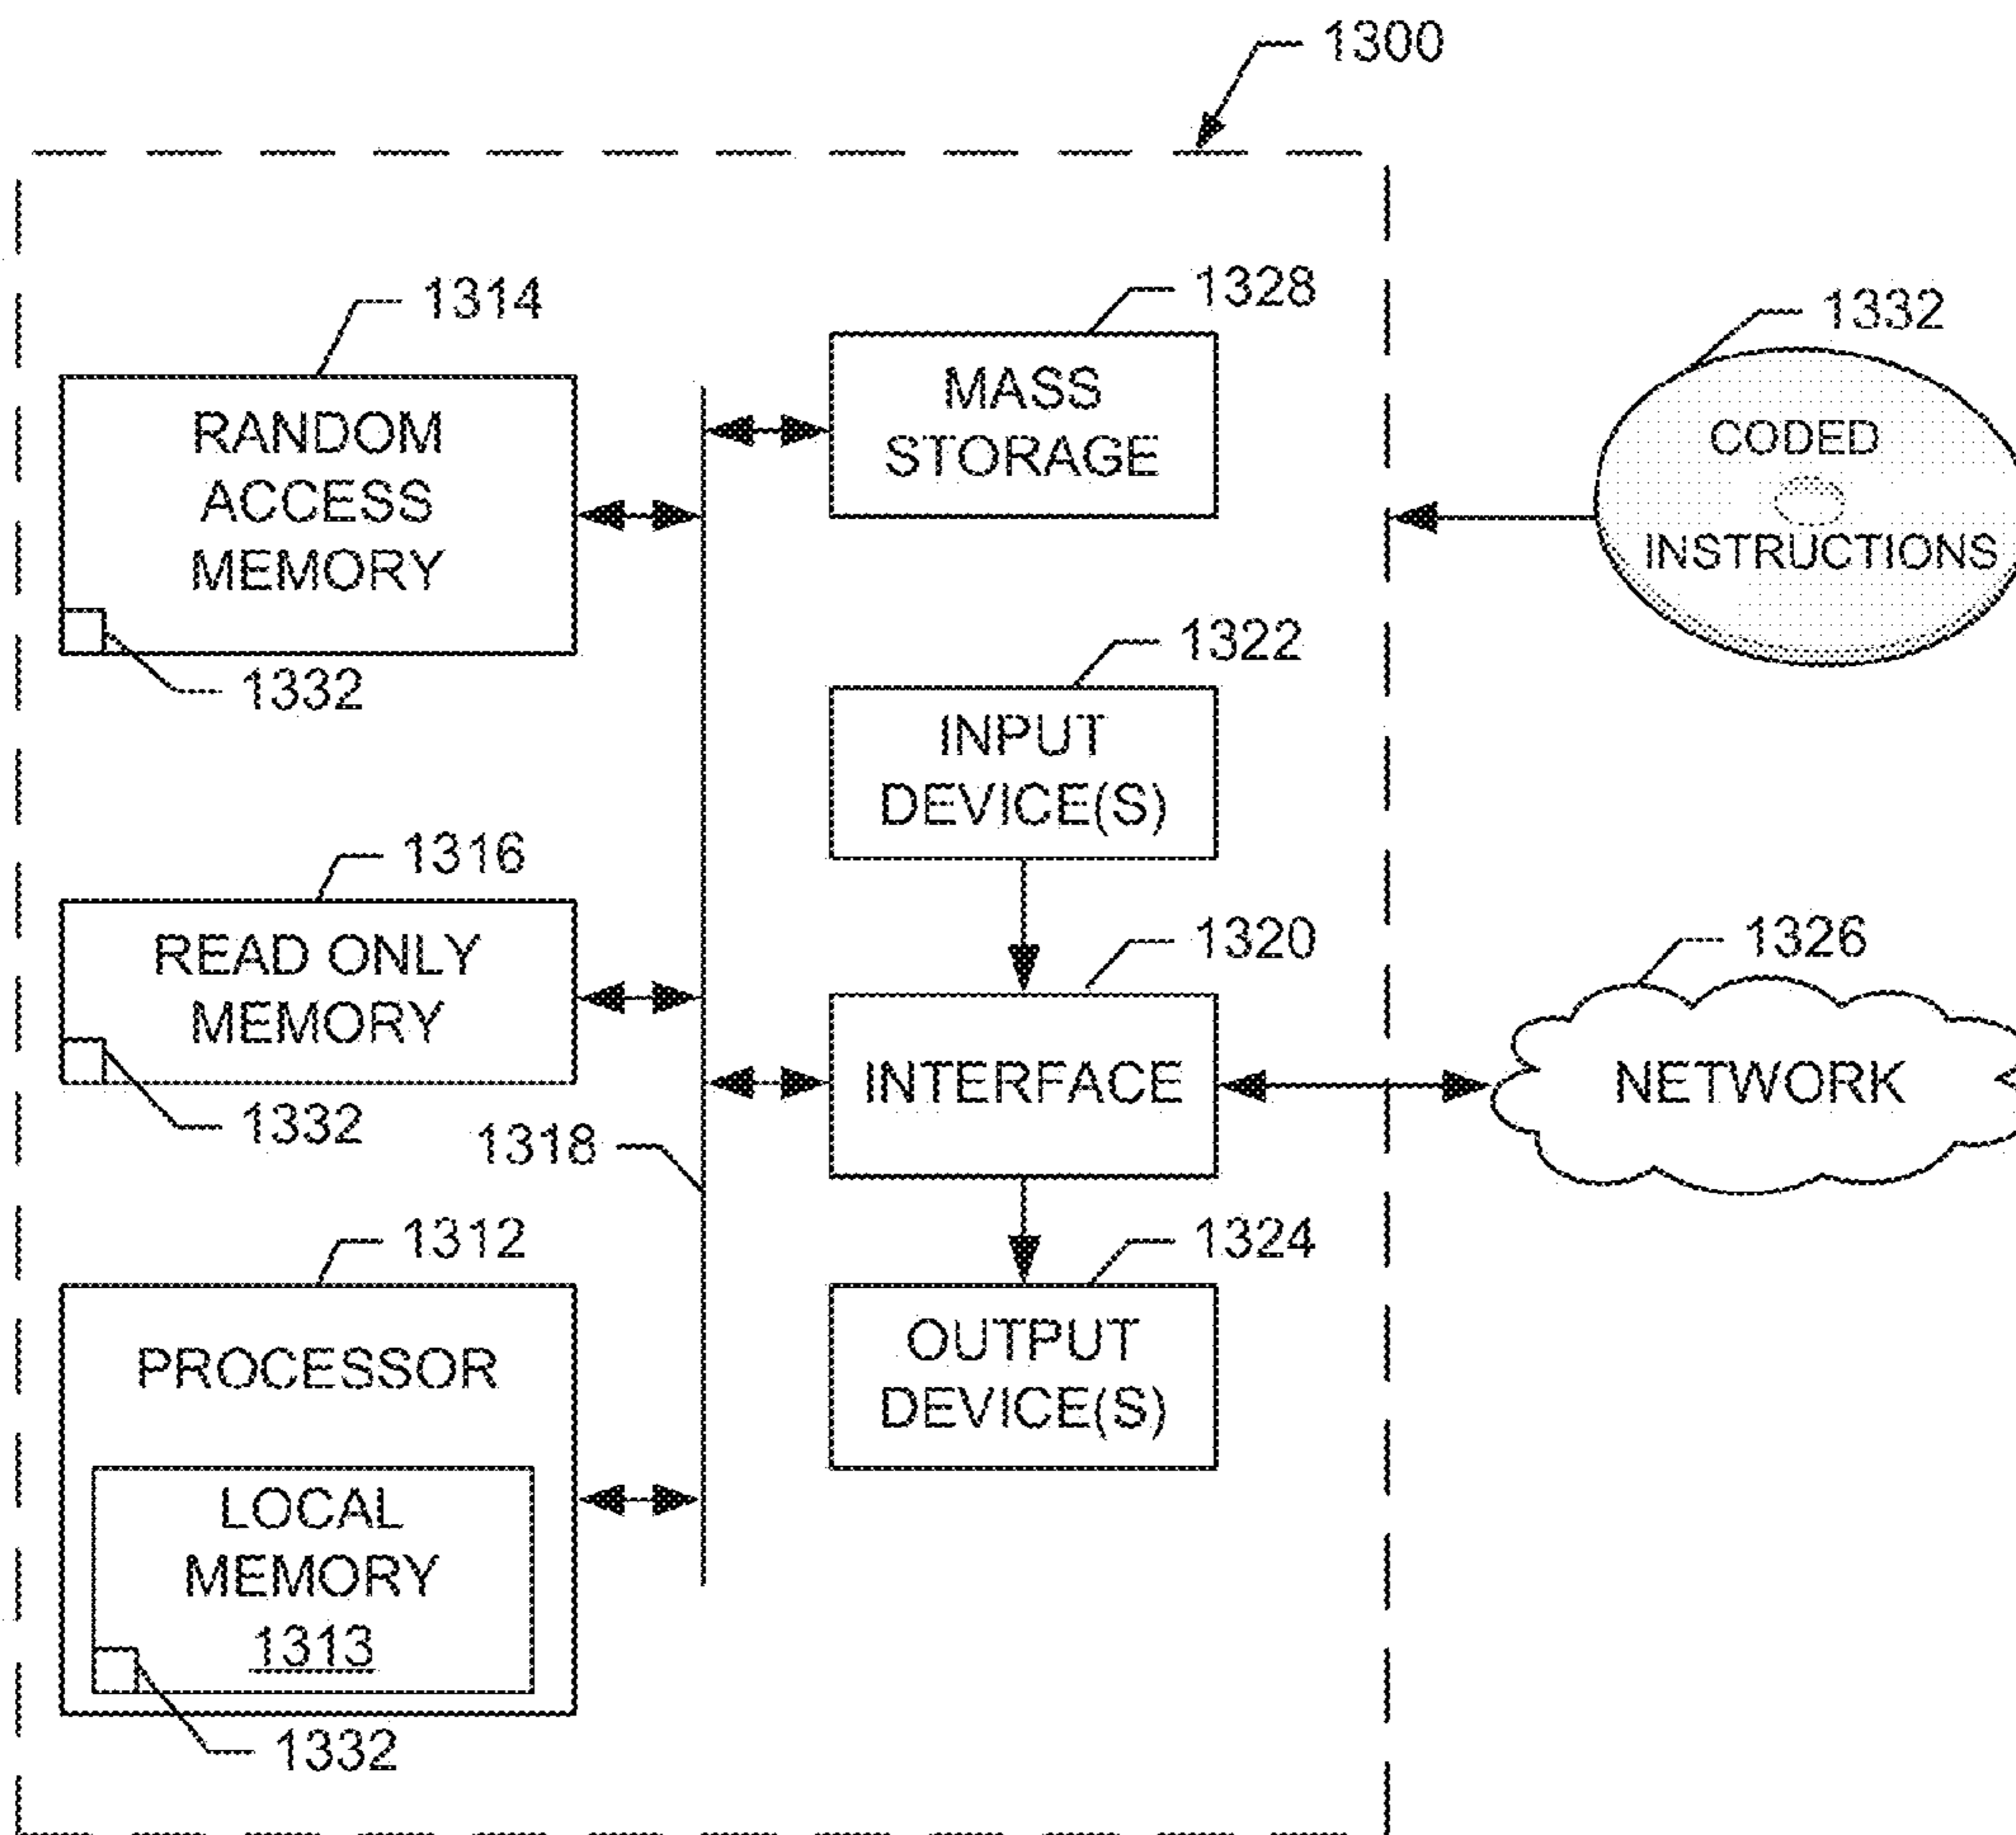 1300
1314
RANDOM
ACCESS
MEMORY
1332
1328
MASS
STORAGE
1332
CODED
INSTRUCTIONS
1322
INPUT
DEVICE(S)
1316
READ ONLY
MEMORY
1332
1318
1320
INTERFACE
1326
NETWORK
1312
PROCESSOR
LOCAL
MEMORY
1313
1332
1324
OUTPUT
DEVICE(S)